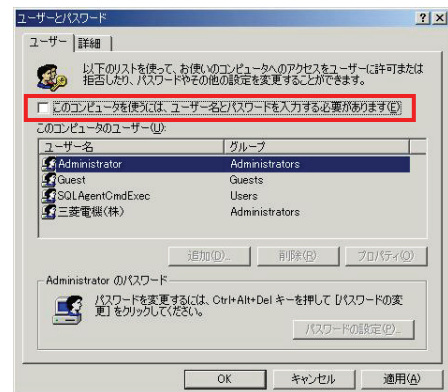 ユーザーとパスワード
ユーザー 詳細
以下のリストを使って、お使いのコンピュータへのアクセスをユーザーに許可または
拒否したり、パスワードやその他の設定を変更することができます。
このコンピュータを使うには、ユーザー名とパスワードを入力する必要があります(E)
このコンピュータのユーザー(U):
ユーザー名 グループ
Administrator Administrators
Guest Guests
SQLAgentCmdExec Users
三菱電機(株) Administrators
追加(D)... 削除(R) プロパティ(O)
Administrator のパスワード
パスワードを変更するには、Ctrl+Alt+Del キーを押して [パスワードの変
更] をクリックしてください。
パスワードの設定(P)...
OK キャンセル 適用(A)